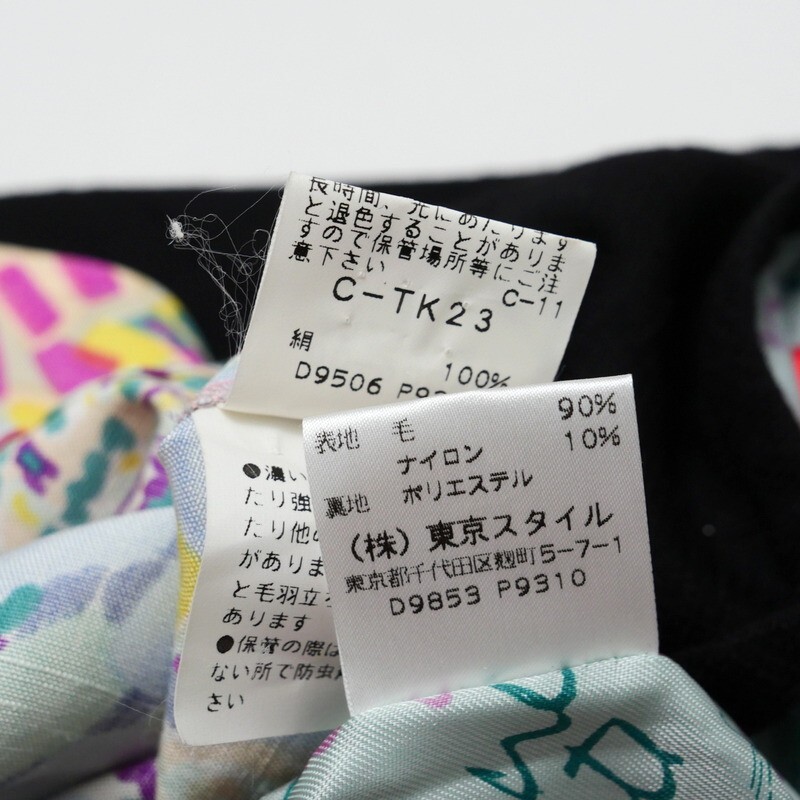 長時間、光にあたりますと
と退色することがありま
すので保管場所等にご注
意下さい
C-11
C-TK23
絹 100%
D9506
表地 毛 90%
ナイロン 10%
裏地 ポリエステル
(株)東京スタイル
東京都千代田区麹町5-7-1
D9853 P9310
●濃い
たり強
たり他の
がありま
と毛羽立
あります
●保管の際は
ない所で防虫
さい